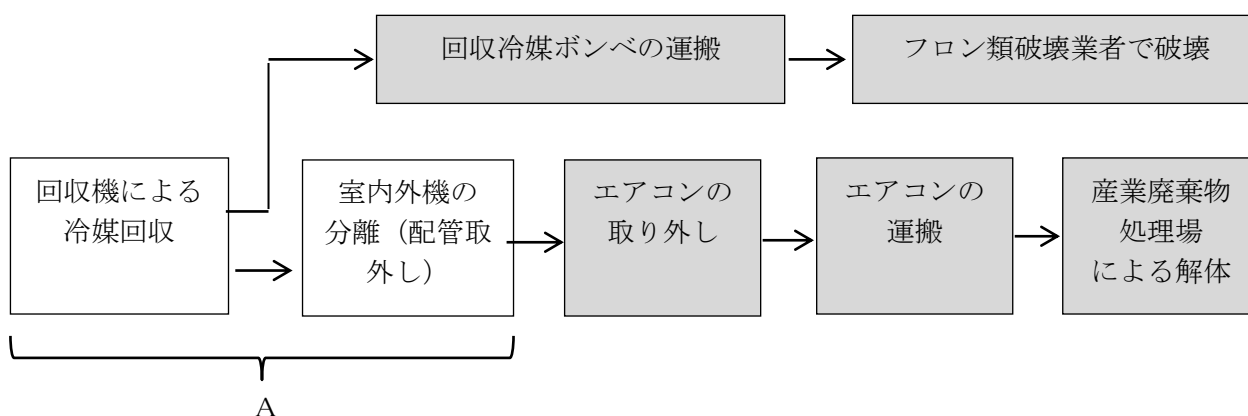 回収冷媒ボンベの運搬
フロン類破壊業者で破壊
回収機による
冷媒回収
室内外機の
分離（配管取
外し）
エアコンの
取り外し
エアコンの
運搬
産業廃棄物
処理場
による解体
A